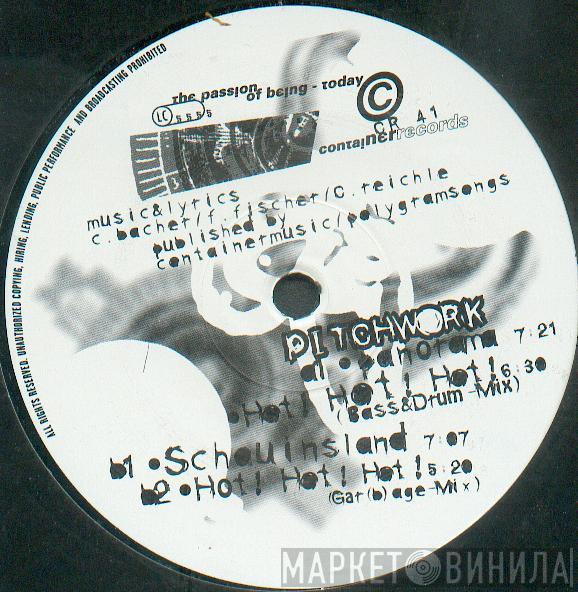 ALL RIGHTS RESERVED. UNAUTHORIZED COPYING, HIRING, LENDING, PUBLIC PERFORMANCE AND BROADCASTING PROHIBITED
the passion of being - today
LC 5555
C
CR 41
container records
music&lyrics
c. bacher/f. fischer/c. teichle
published by
containermusic/polygramsongs
PITCHWORK
a1 • Panorama 7:21
• Hot! Hot! Hot! 6:30
(Bass&Drum-Mix)
b1 • Schauinsland 7:07
b2 • Hot! Hot! Hot! 5:20
(Gar(b)age-Mix)
МАРКЕТ ВИНИЛА